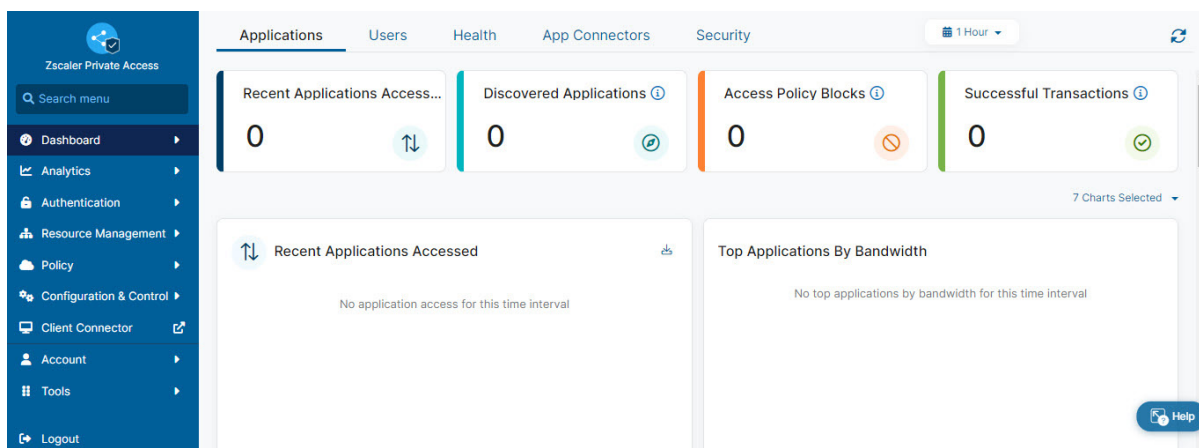 Zscaler Private Access
Search menu
Dashboard
Analytics
Authentication
Resource Management
Policy
Configuration & Control
Client Connector
Account
Tools
Logout
Applications Users Health App Connectors Security
1 Hour
Recent Applications Access...
0
Discovered Applications
0
Access Policy Blocks
0
Successful Transactions
0
7 Charts Selected
Recent Applications Accessed
No application access for this time interval
Top Applications By Bandwidth
No top applications by bandwidth for this time interval
Help